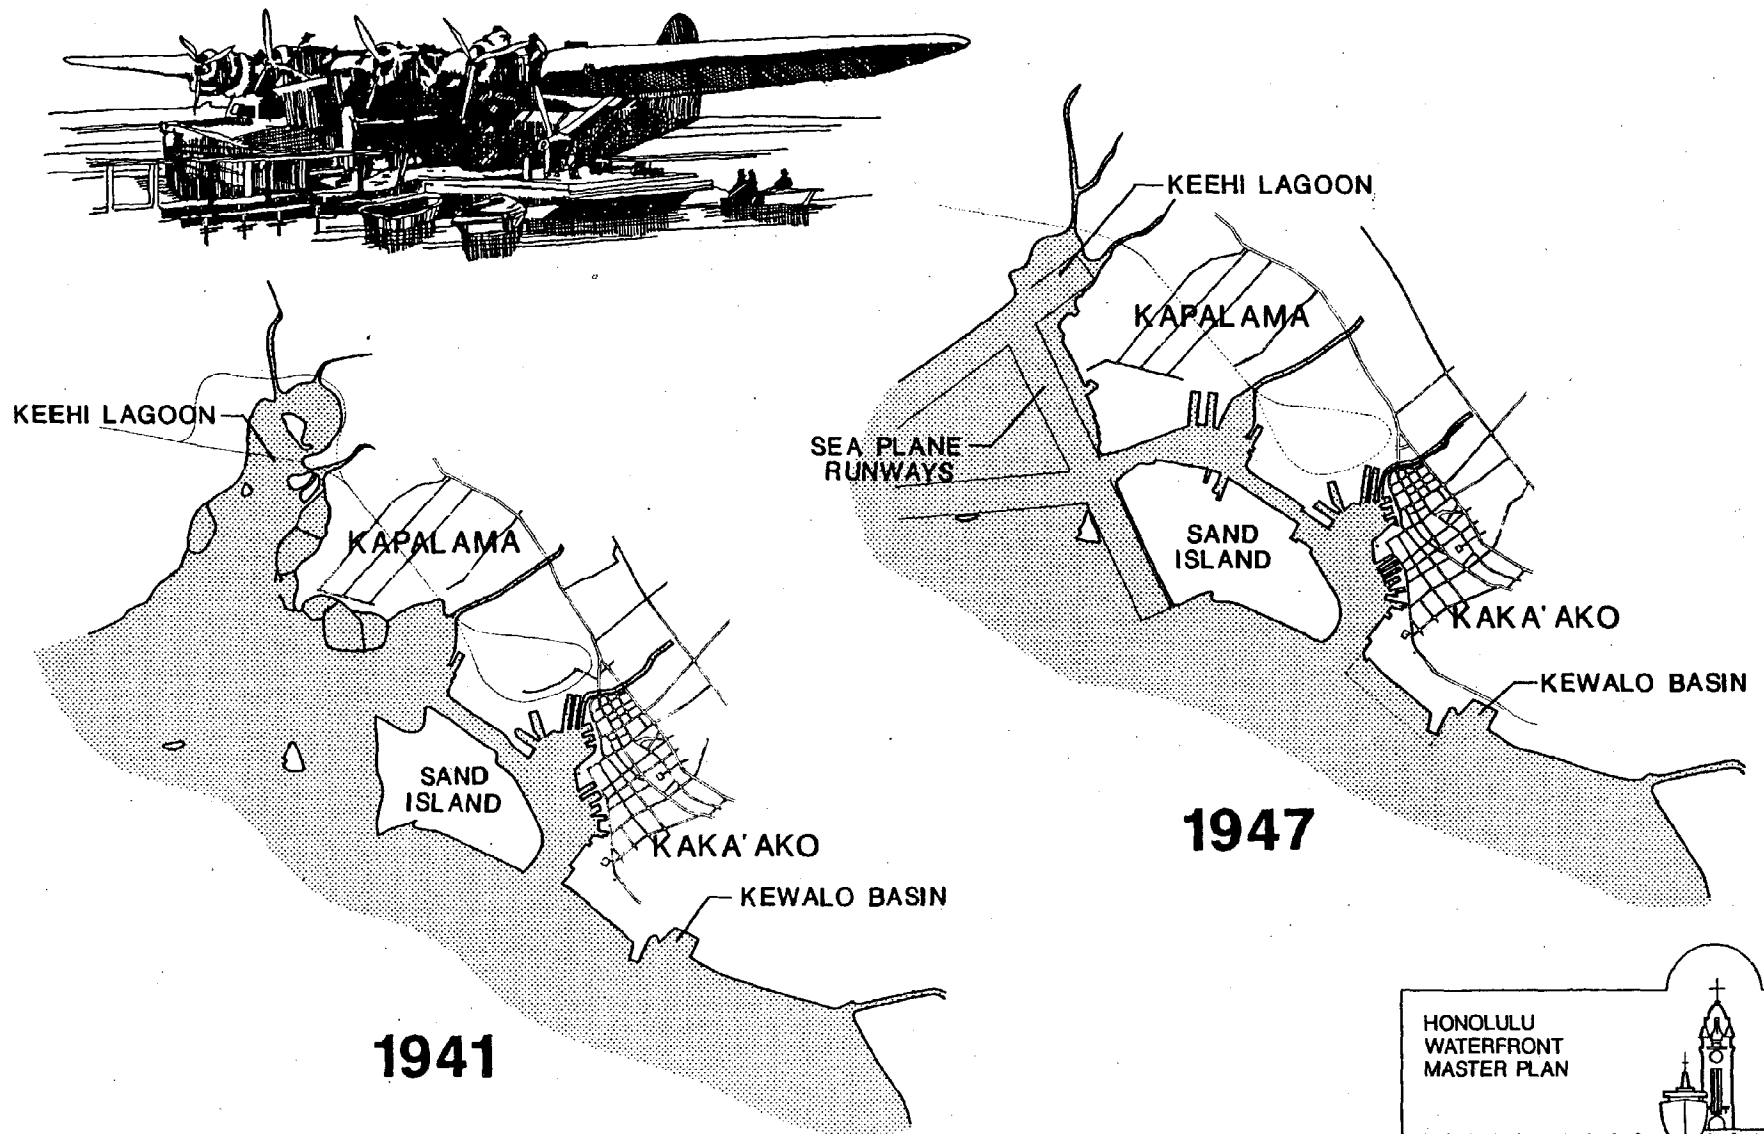 KEEHI LAGOON
KAPALAMA
SAND
ISLAND
KAKA'AKO
KEWALO BASIN
1941
KEEHI LAGOON
KAPALAMA
SEA PLANE
RUNWAYS
SAND
ISLAND
KAKA'AKO
KEWALO BASIN
1947
HONOLULU
WATERFRONT
MASTER PLAN